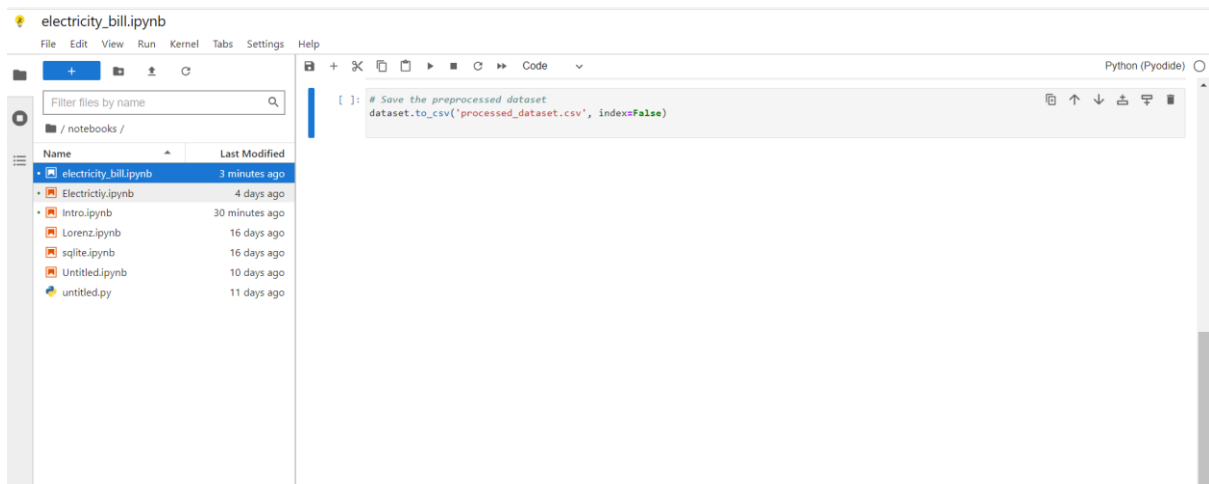 electricity_bill.ipynb
File Edit View Run Kernel Tabs Settings Help
+
Filter files by name
/ notebooks /
Name Last Modified
electricity_bill.ipynb 3 minutes ago
Electrictiy.ipynb 4 days ago
Intro.ipynb 30 minutes ago
Lorenz.ipynb 16 days ago
sqlite.ipynb 16 days ago
Untitled.ipynb 10 days ago
untitled.py 11 days ago
+ Code Python (Pyodide)
[ ]: # Save the preprocessed dataset
dataset.to_csv('processed_dataset.csv', index=False)